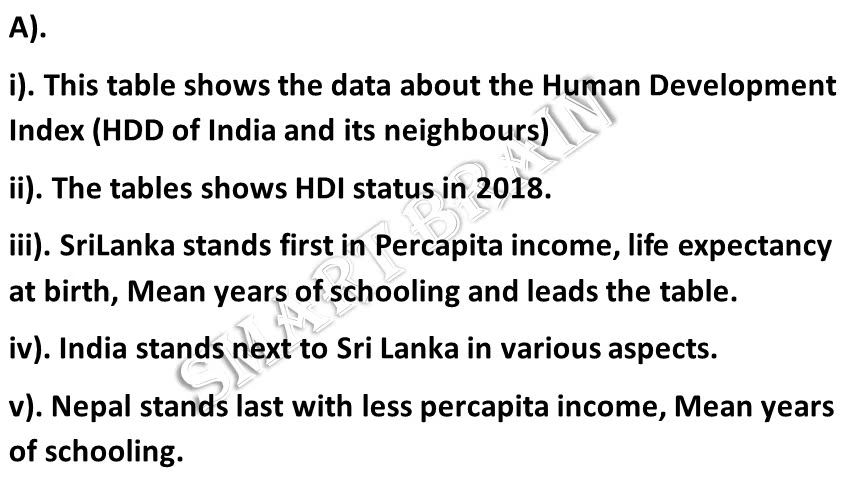 A).
i). This table shows the data about the Human Development
Index (HDD of India and its neighbours)
ii). The tables shows HDI status in 2018.
iii). SriLanka stands first in Percapita income, life expectancy
at birth, Mean years of schooling and leads the table.
iv). India stands next to Sri Lanka in various aspects.
v). Nepal stands last with less percapita income, Mean years
of schooling.
SMART BRAIN